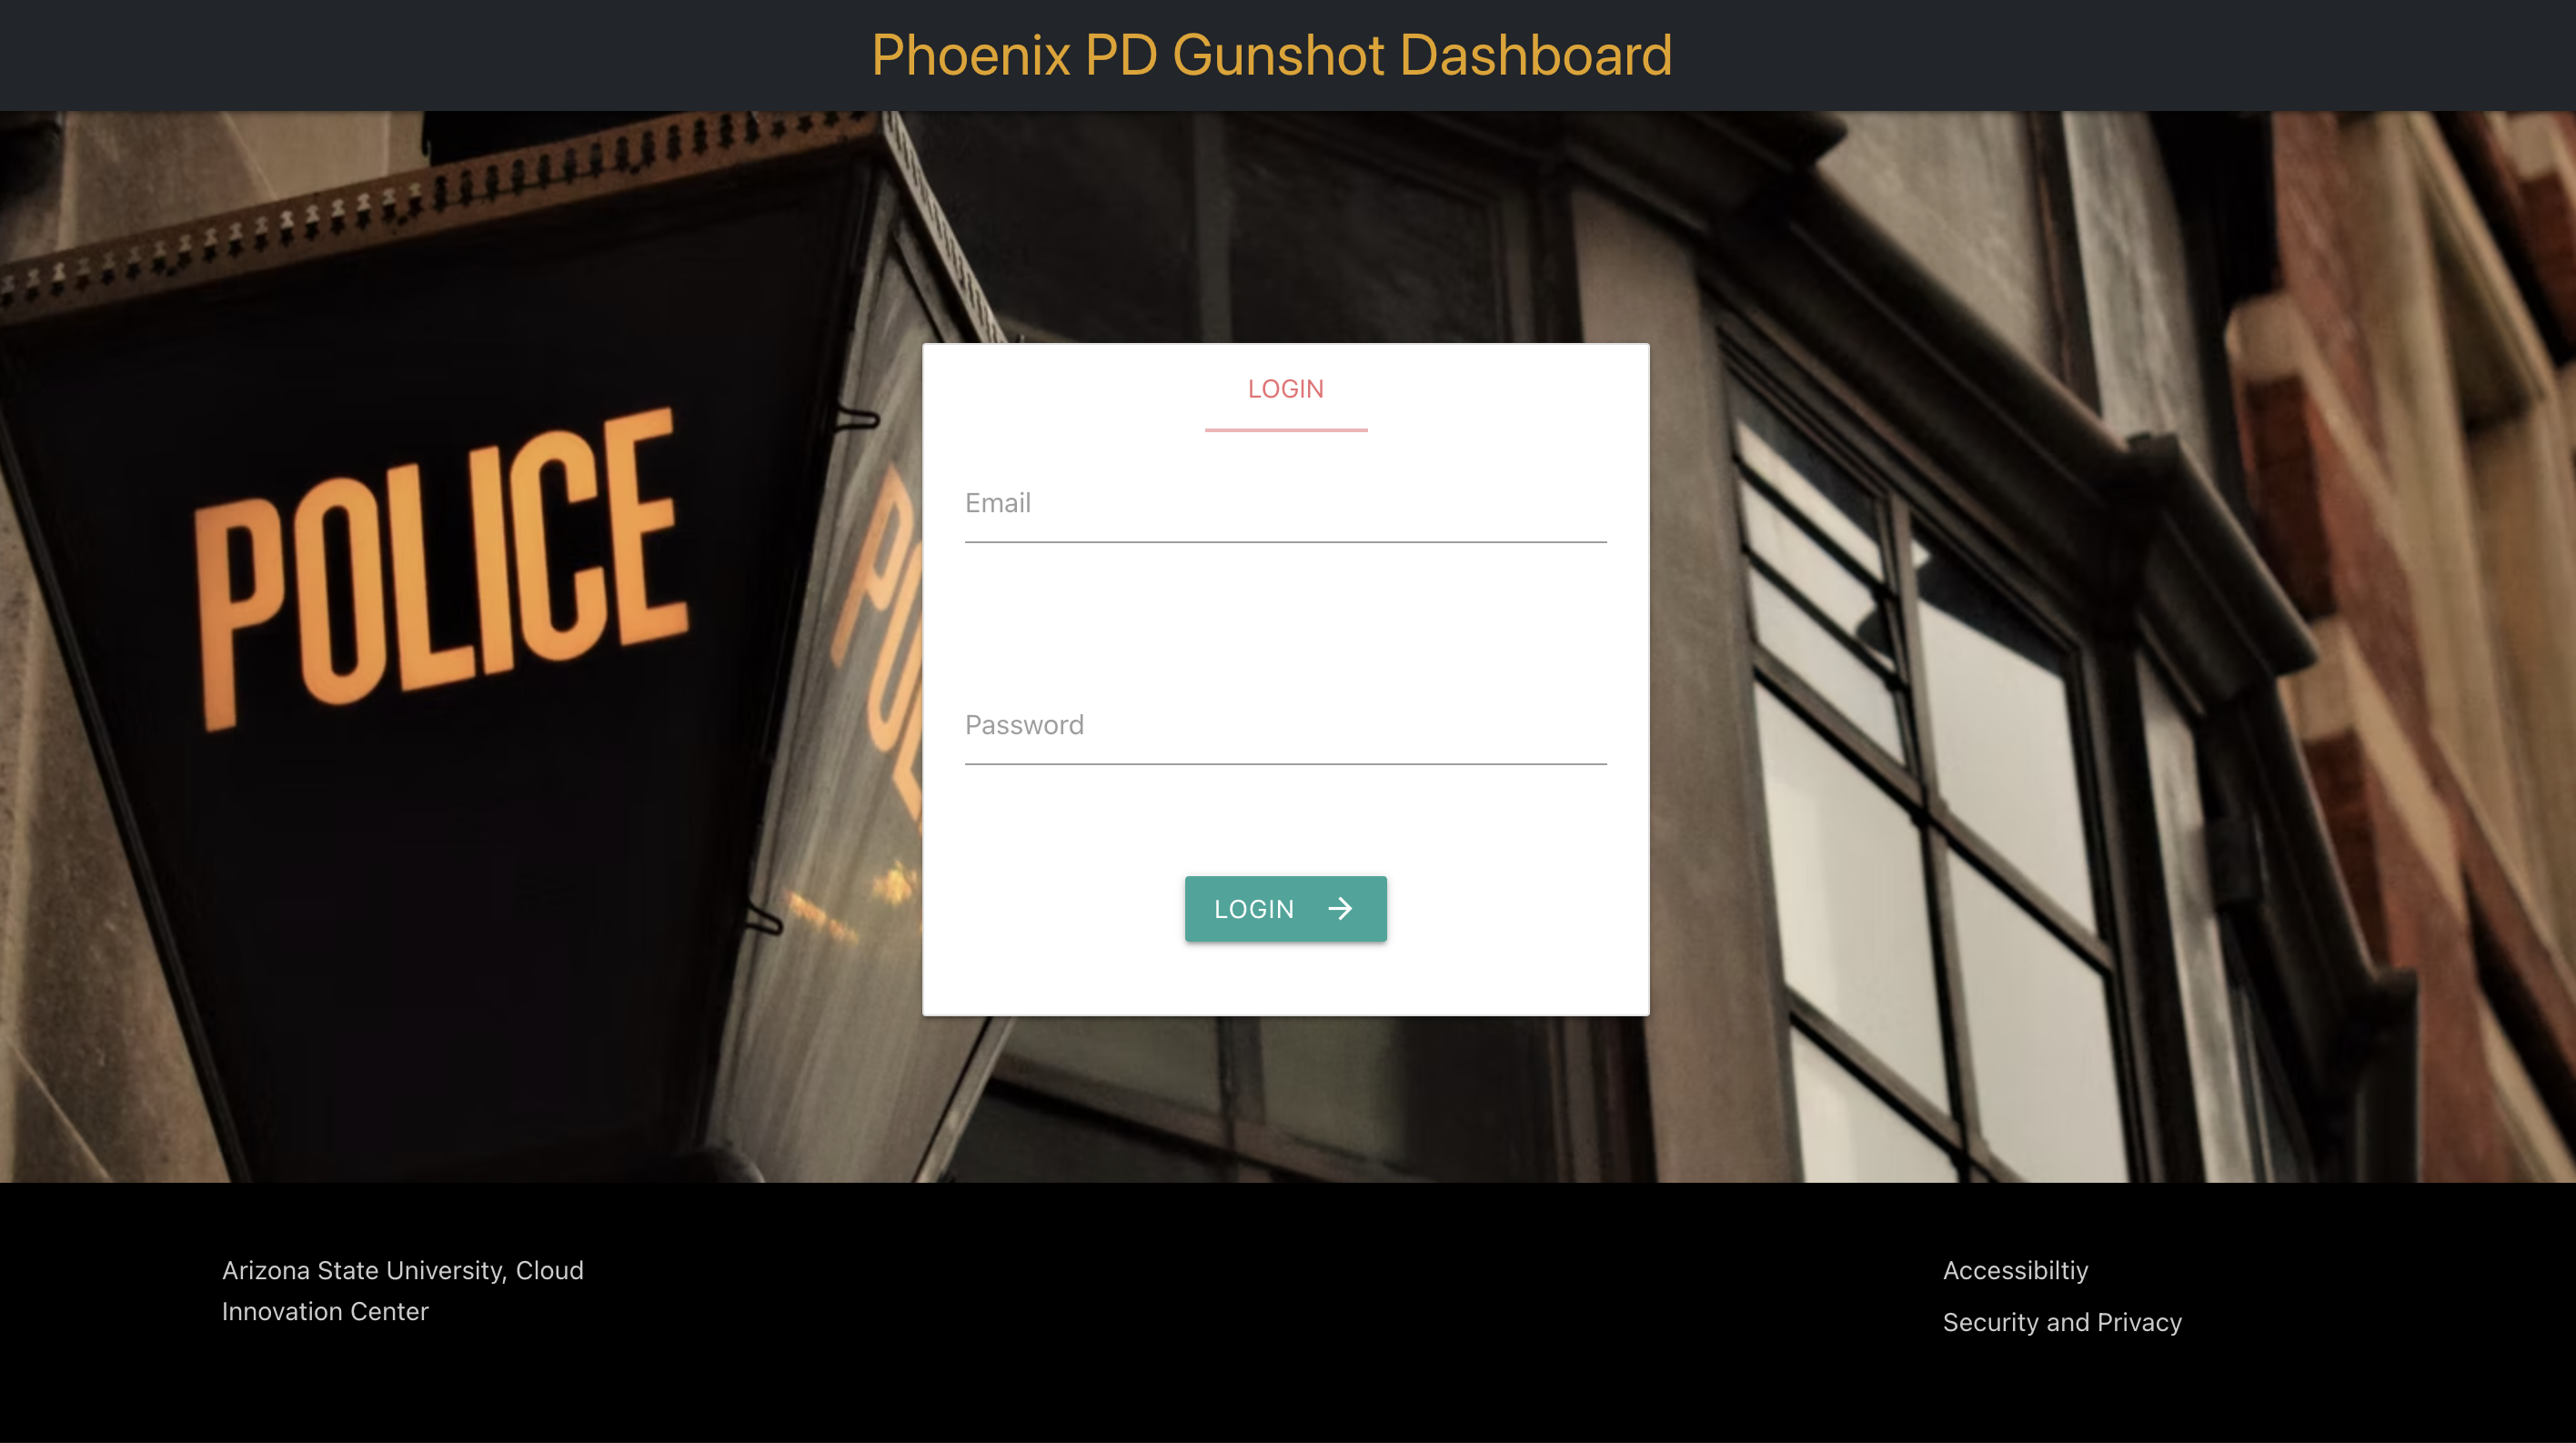 Phoenix PD Gunshot Dashboard
POLICE
LOGIN
Email
Password
LOGIN
Arizona State University, Cloud
Innovation Center
Accessibiltiy
Security and Privacy